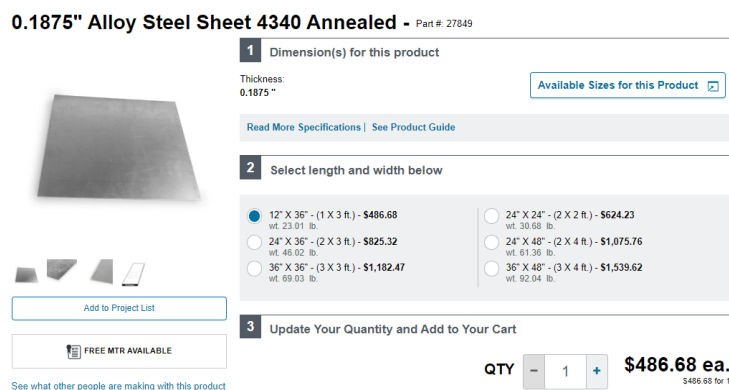 0.1875" Alloy Steel Sheet 4340 Annealed - Part #: 27849
1 Dimension(s) for this product
Thickness:
0.1875 "
Available Sizes for this Product
Read More Specifications | See Product Guide
2 Select length and width below
12" X 36" - (1 X 3 ft.) - $486.68
wt. 23.01 lb.
24" X 36" - (2 X 3 ft.) - $825.32
wt. 46.02 lb.
36" X 36" - (3 X 3 ft.) - $1,182.47
wt. 69.03 lb.
24" X 24" - (2 X 2 ft.) - $624.23
wt. 30.68 lb.
24" X 48" - (2 X 4 ft.) - $1,075.76
wt. 61.36 lb.
36" X 48" - (3 X 4 ft.) - $1,539.62
wt. 92.04 lb.
Add to Project List
FREE MTR AVAILABLE
See what other people are making with this product
3 Update Your Quantity and Add to Your Cart
QTY - 1 + $486.68 ea.
$486.68 for 1